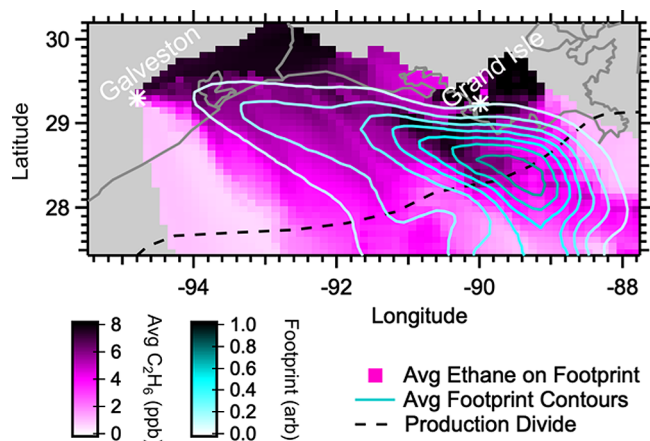 30
29
28
Latitude
Galveston
Grand Isle
-94
-92
-90
-88
Longitude
8
6
4
2
0
Avg C₂H₆ (ppb)
1.0
0.8
0.6
0.4
0.2
0.0
Footprint (arb)
Avg Ethane on Footprint
Avg Footprint Contours
Production Divide